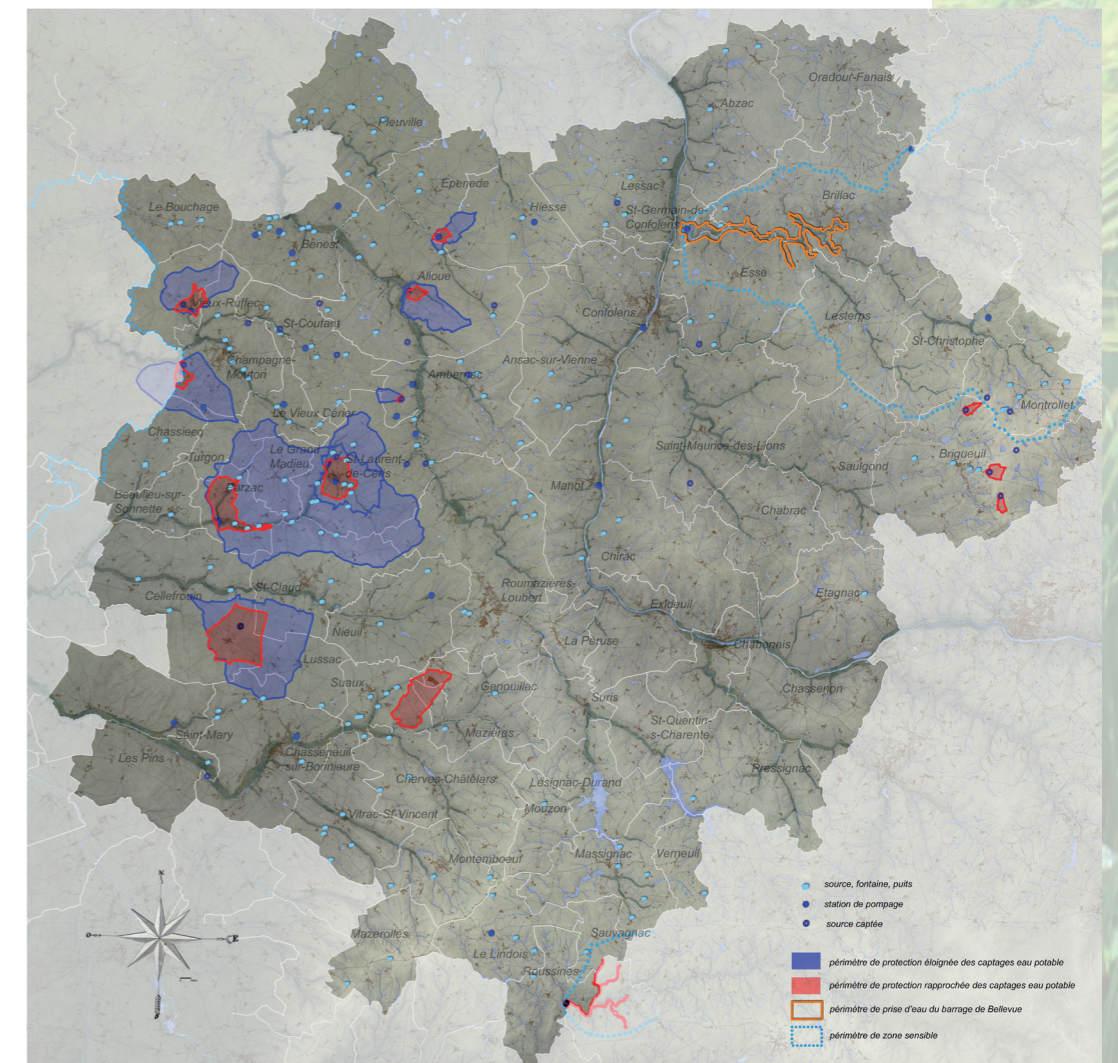 Oradour-Fanais
Abzac
Pleuville
Epenède
Lessac
Hiesse
Brillac
Le Bouchage
St-Germain-de-
Confolens
Benest
Esse
Alloue
Vieux-Ruffec
Confolens
Lesterps
St-Coutant
St-Christophe
Champagne-
Mouton
Ansac-sur-Vienne
Ambernac
Montrollet
Le Vieux Cérier
Chassiecq
Saint-Maurice-des-Lions
Turgon
Le Grand
Madieu
St-Laurent-
de-Céris
Brigueuil
Saulgond
Parzac
Beaulieu-sur-
Sonnette
Manot
Chabrac
Chirac
St-Claud
Cellefrouin
Roumazières-
Loubert
Etagnac
Exideuil
Nieuil
La Péruse
Chabanais
Lussac
Suaux
Genouillac
Suris
Chassenon
St-Quentin-
s-Charente
Saint-Mary
Mazières
Les Pins
Chasseneuil-
sur-Bonnieure
Pressignac
Cherves-Châtelars
Lésignac-Durand
Mouzon
Vitrac-St-Vincent
Montemboeuf
Massignac
Verneuil
source, fontaine, puits
station de pompage
source captée
Mazerolles
Sauvagnac
Le Lindois
Roussines
périmètre de protection éloignée des captages eau potable
périmètre de protection rapprochée des captages eau potable
périmètre de prise d'eau du barrage de Bellevue
périmètre de zone sensible